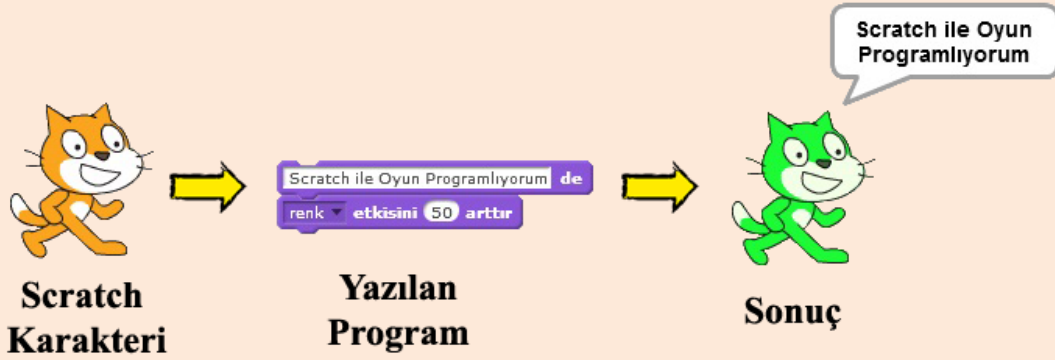 Scratch ile Oyun
Programlıyorum
Scratch ile Oyun Programlıyorum de
renk etkisini 50 arttır
Scratch
Karakteri
Yazılan
Program
Sonuç